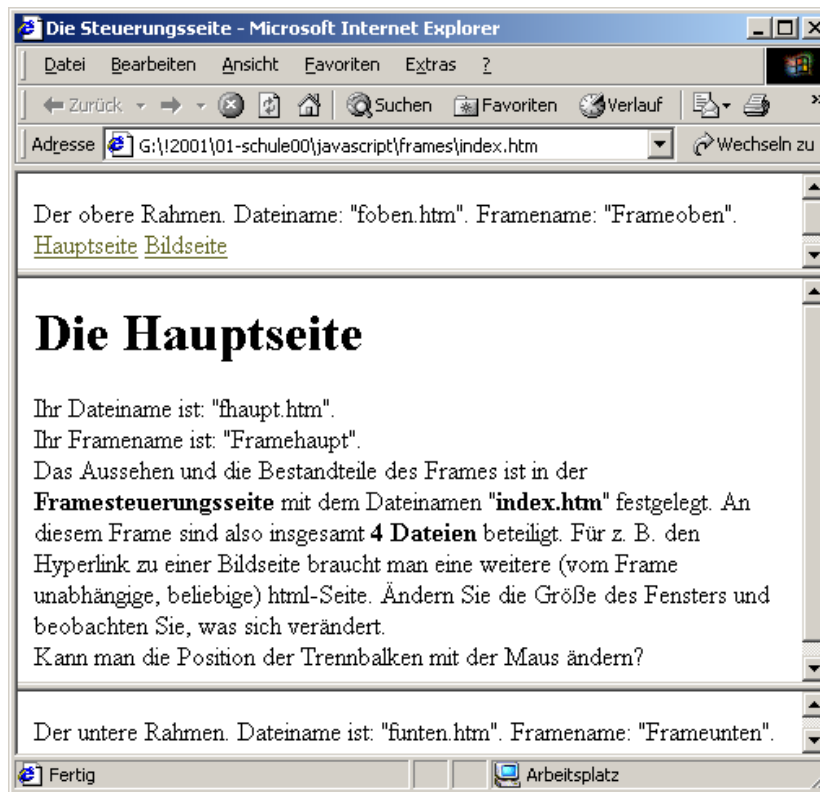 Die Steuerungsseite - Microsoft Internet Explorer
Datei Bearbeiten Ansicht Favoriten Extras ?
Zurück Suchen Favoriten Verlauf »
Adresse G:\!2001\01-schule00\javascript\frames\index.htm Wechseln zu
Der obere Rahmen. Dateiname: "foben.htm". Framename: "Frameoben".
Hauptseite Bildseite
Die Hauptseite
Ihr Dateiname ist: "fhaupt.htm".
Ihr Framename ist: "Framehaupt".
Das Aussehen und die Bestandteile des Frames ist in der
Framesteuerungsseite mit dem Dateinamen "index.htm" festgelegt. An
diesem Frame sind also insgesamt 4 Dateien beteiligt. Für z. B. den
Hyperlink zu einer Bildseite braucht man eine weitere (vom Frame
unabhängige, beliebige) html-Seite. Ändern Sie die Größe des Fensters und
beobachten Sie, was sich verändert.
Kann man die Position der Trennbalken mit der Maus ändern?
Der untere Rahmen. Dateiname ist: "funten.htm". Framename: "Frameunten".
Fertig Arbeitsplatz